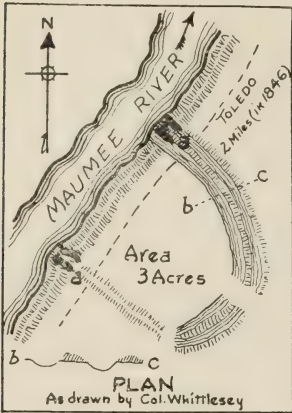 N
MAUMEE RIVER
TOLEDO
2 Miles (in 1846)
c
b
Area
3 Acres
a
b c
PLAN
As drawn by Col. Whittlesey